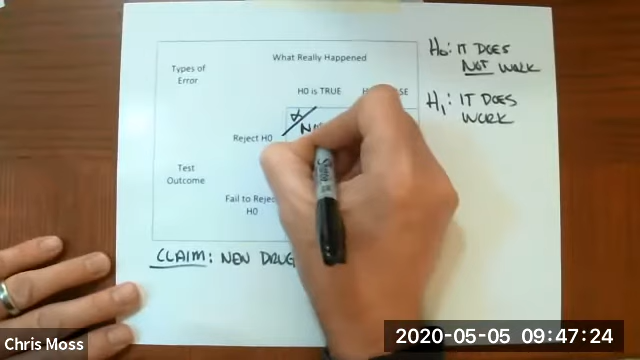 What Really Happened
Types of
Error
H0 is TRUE
Reject H0
α
Test
Outcome
Fail to Reject
H0
CLAIM: NEW DRUG
H0: IT DOES
NOT WORK
H1: IT DOES
WORK
Sharpie
Chris Moss
2020-05-05 09:47:24